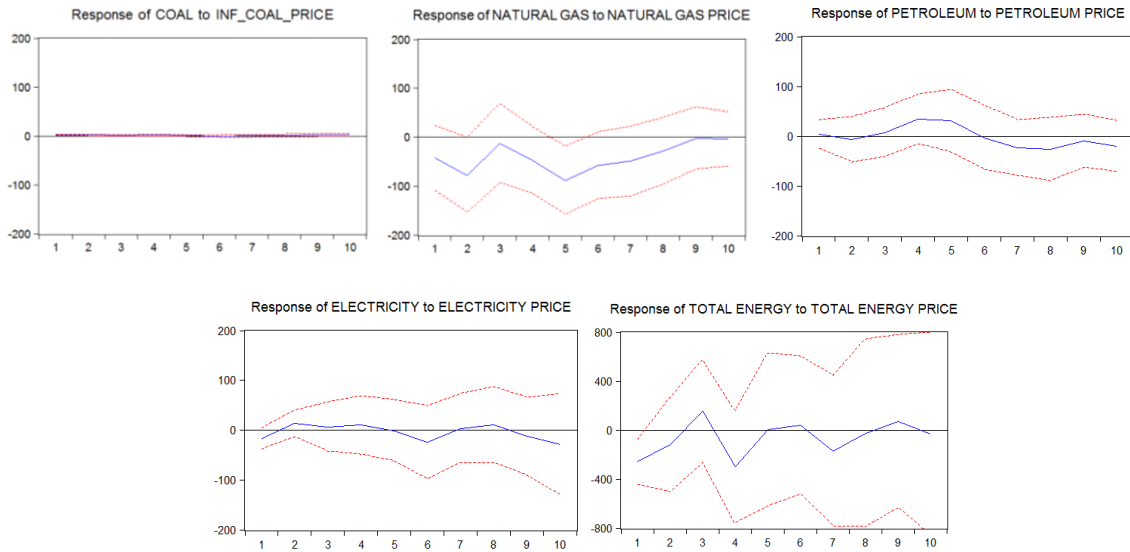 Response of COAL to INF_COAL_PRICE
200
100
0
-100
-200
1 2 3 4 5 6 7 8 9 10
Response of NATURAL GAS to NATURAL GAS PRICE
200
100
0
-100
-200
1 2 3 4 5 6 7 8 9 10
Response of PETROLEUM to PETROLEUM PRICE
200
100
0
-100
-200
1 2 3 4 5 6 7 8 9 10
Response of ELECTRICITY to ELECTRICITY PRICE
200
100
0
-100
-200
1 2 3 4 5 6 7 8 9 10
Response of TOTAL ENERGY to TOTAL ENERGY PRICE
800
400
0
-400
-800
1 2 3 4 5 6 7 8 9 10